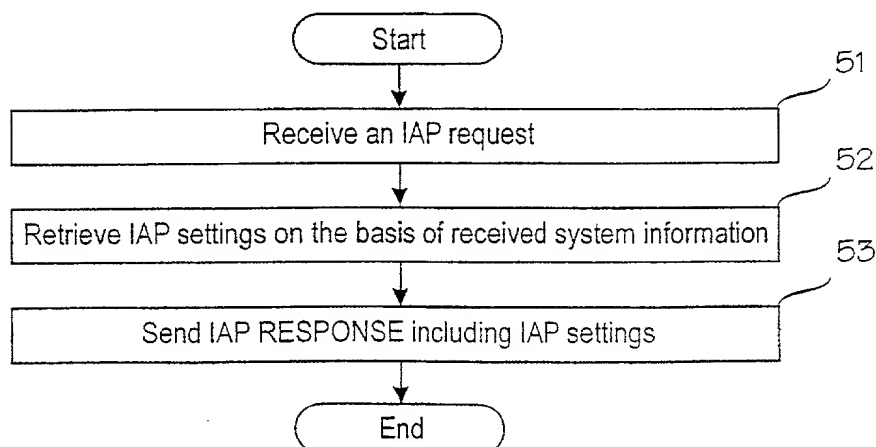 Start
51
Receive an IAP request
52
Retrieve IAP settings on the basis of received system information
53
Send IAP RESPONSE including IAP settings
End